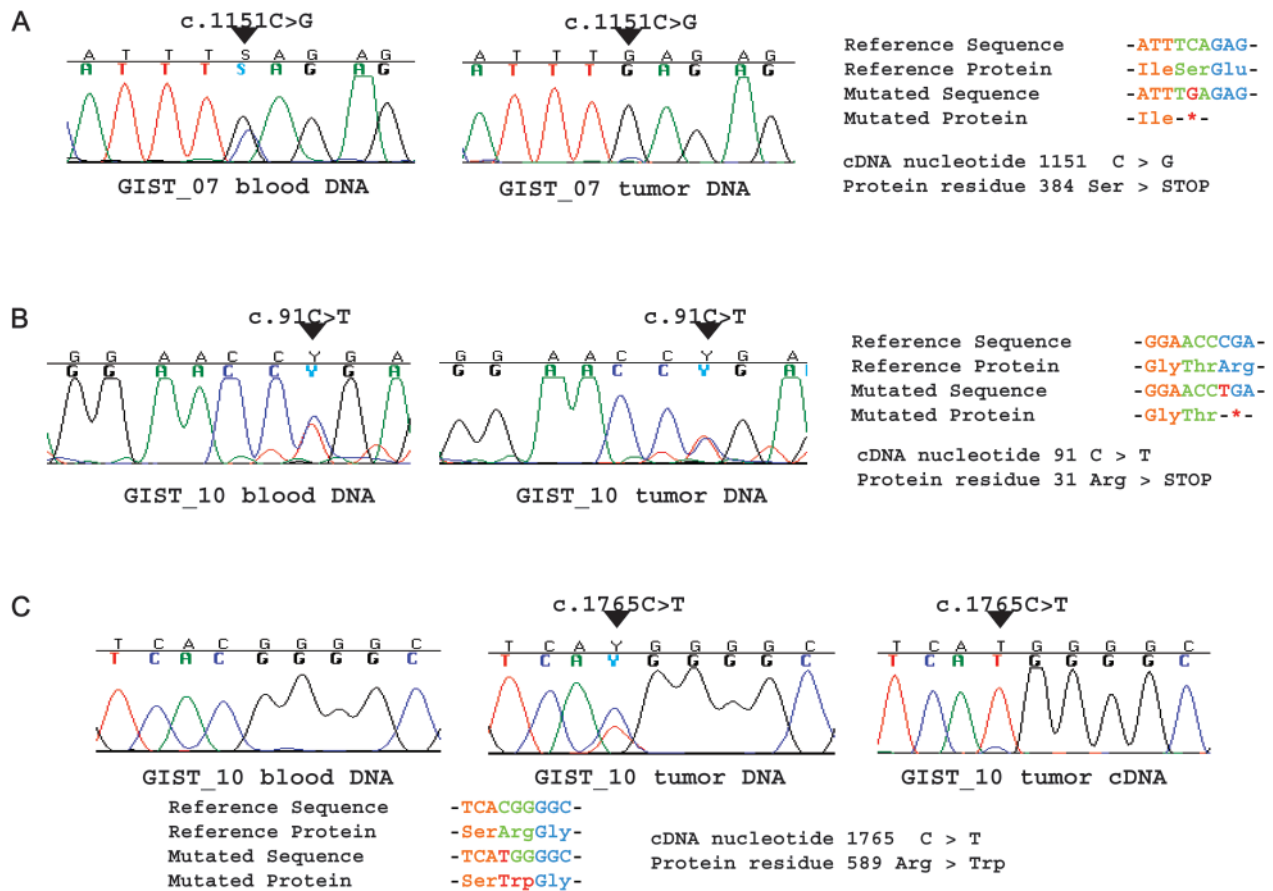 A
c.1151C>G
A T T T S A G A G
A T T T S A G A G
GIST_07 blood DNA
c.1151C>G
A T T T G A G A G
A T T T G A G A G
GIST_07 tumor DNA
Reference Sequence -ATTTCAGAG-
Reference Protein -IleSerGlu-
Mutated Sequence -ATTTGAGAG-
Mutated Protein -Ile-*-
cDNA nucleotide 1151 C > G
Protein residue 384 Ser > STOP
B
c.91C>T
G G A A C C Y G A
G G A A C C Y G A
GIST_10 blood DNA
c.91C>T
G G A A C C Y G A
G G A A C C Y G A
GIST_10 tumor DNA
Reference Sequence -GGAACCCGA-
Reference Protein -GlyThrArg-
Mutated Sequence -GGAACCTGA-
Mutated Protein -GlyThr-*-
cDNA nucleotide 91 C > T
Protein residue 31 Arg > STOP
C
T C A C G G G G C
T C A C G G G G C
GIST_10 blood DNA
c.1765C>T
T C A Y G G G G C
T C A Y G G G G C
GIST_10 tumor DNA
c.1765C>T
T C A T G G G G C
T C A T G G G G C
GIST_10 tumor cDNA
Reference Sequence -TCACGGGGC-
Reference Protein -SerArgGly-
Mutated Sequence -TCATGGGGC-
Mutated Protein -SerTrpGly-
cDNA nucleotide 1765 C > T
Protein residue 589 Arg > Trp